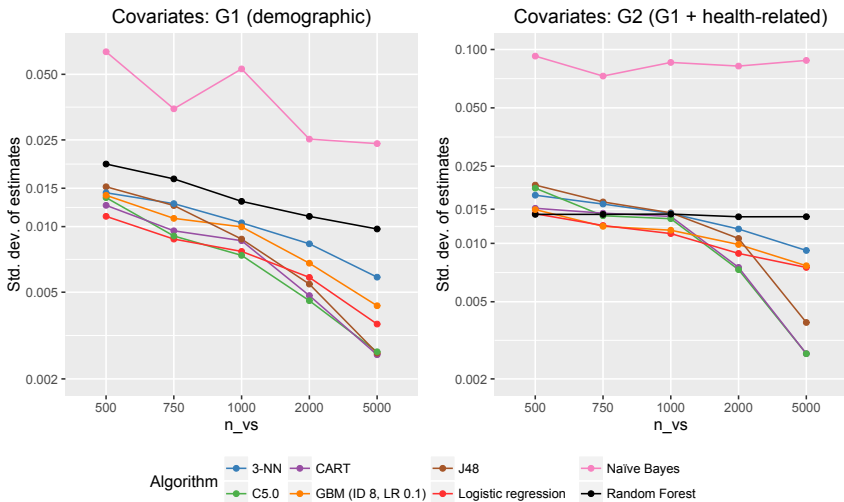 Covariates: G1 (demographic)
Covariates: G2 (G1 + health-related)
Std. dev. of estimates
0.050
0.025
0.015
0.010
0.005
0.002
500 750 1000 2000 5000
n_vs
Std. dev. of estimates
0.100
0.050
0.025
0.015
0.010
0.005
0.002
500 750 1000 2000 5000
n_vs
Algorithm
3-NN CART J48 Naïve Bayes
C5.0 GBM (ID 8, LR 0.1) Logistic regression Random Forest